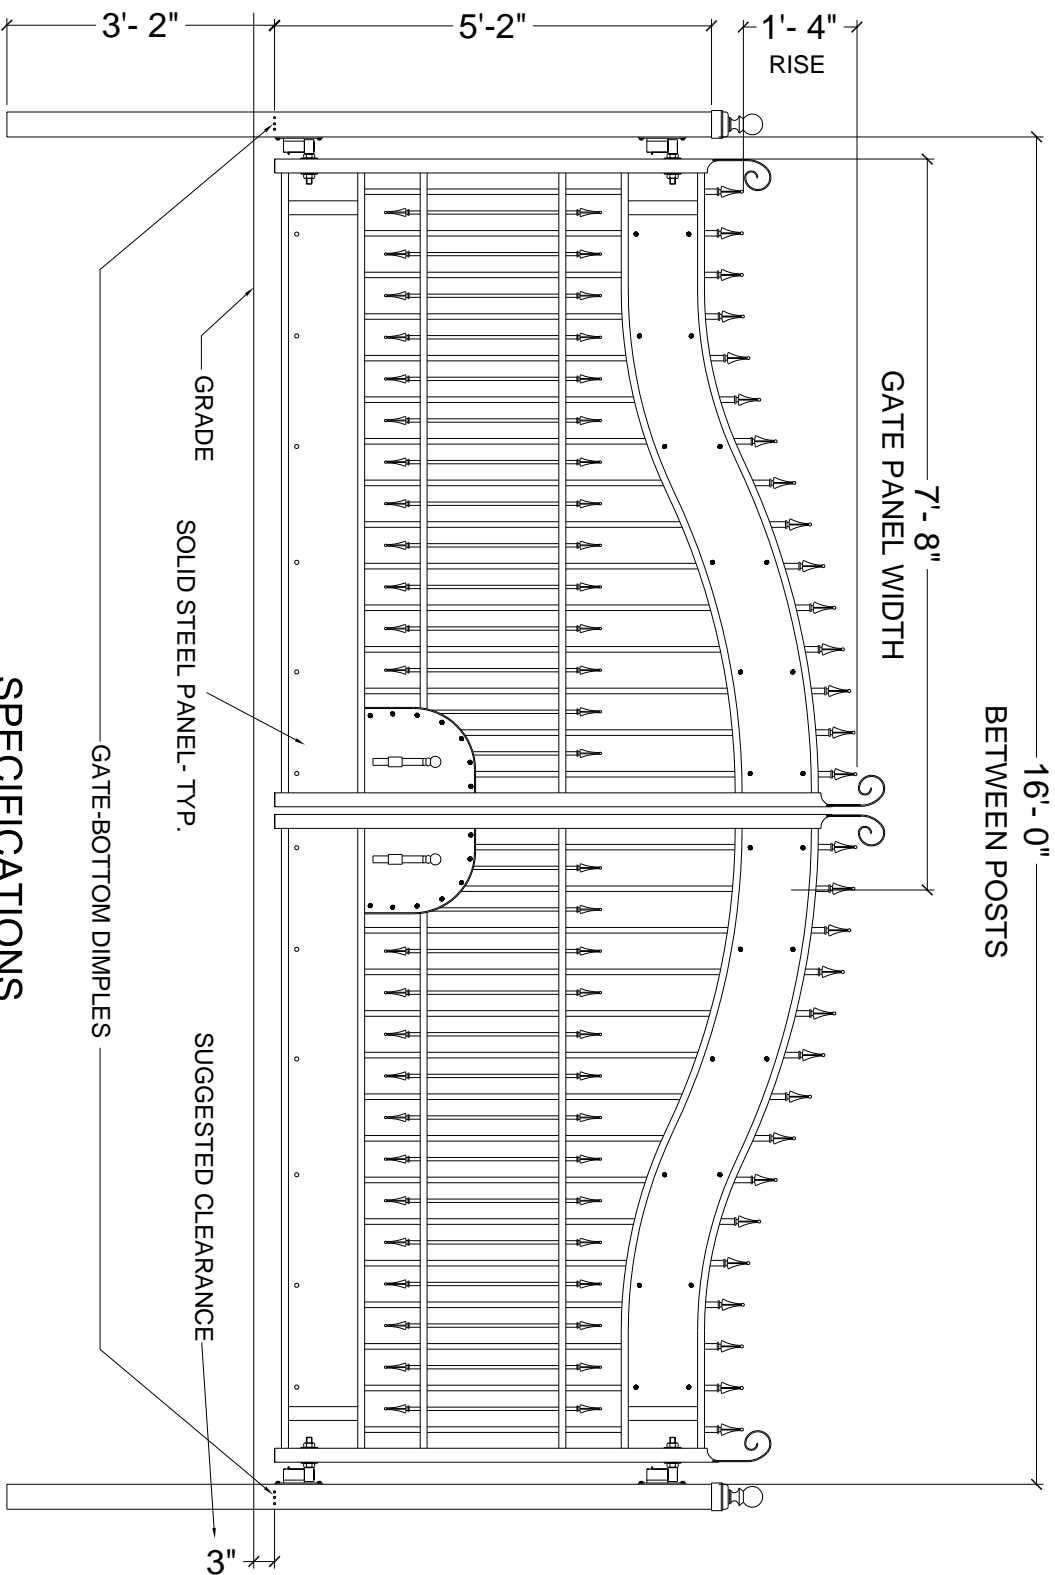 16'- 0"
BETWEEN POSTS
7'- 8"
GATE PANEL WIDTH
1'- 4"
RISE
5'-2"
3'- 2"
GRADE
SOLID STEEL PANEL- TYP.
SUGGESTED CLEARANCE
3"
GATE-BOTTOM DIMPLES
SPECIFICATIONS